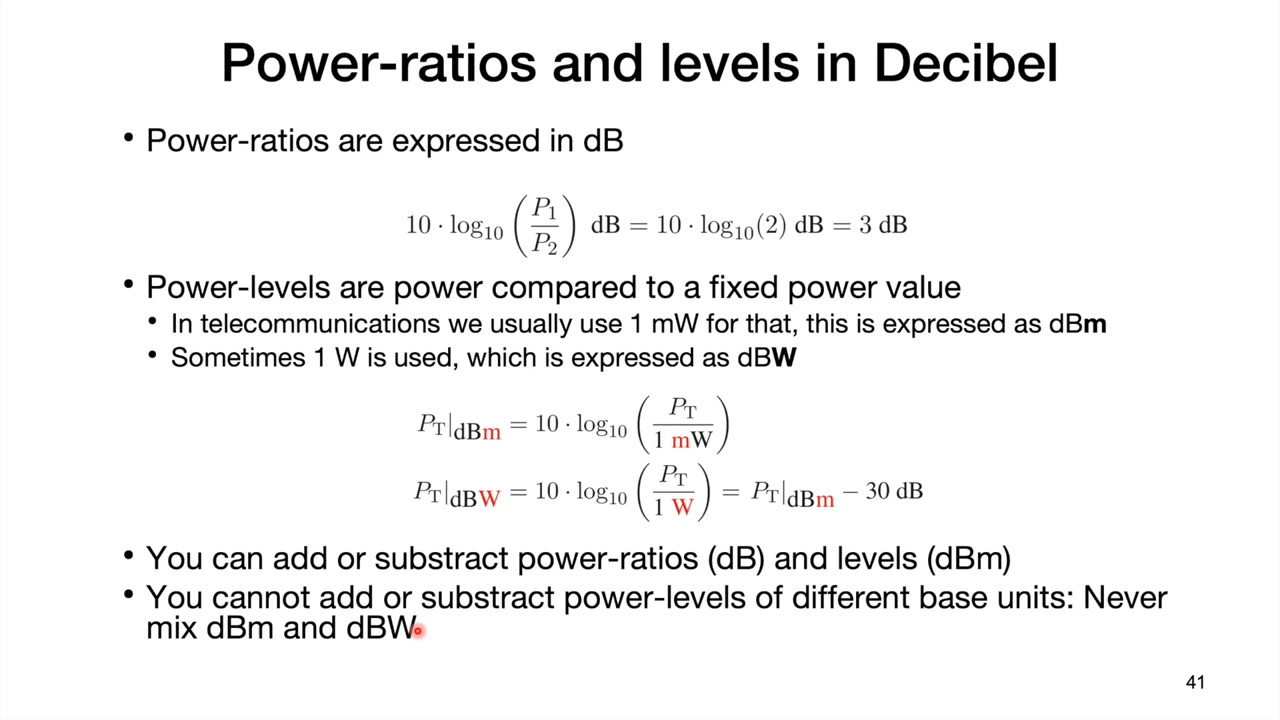 Power-ratios and levels in Decibel
• Power-ratios are expressed in dB
10 · log₁₀ (P₁/P₂) dB = 10 · log₁₀(2) dB = 3 dB
• Power-levels are power compared to a fixed power value
• In telecommunications we usually use 1 mW for that, this is expressed as dBm
• Sometimes 1 W is used, which is expressed as dBW
P_T|dBm = 10 · log₁₀ (P_T/1 mW)
P_T|dBW = 10 · log₁₀ (P_T/1 W) = P_T|dBm − 30 dB
• You can add or substract power-ratios (dB) and levels (dBm)
• You cannot add or substract power-levels of different base units: Never
mix dBm and dBW
41